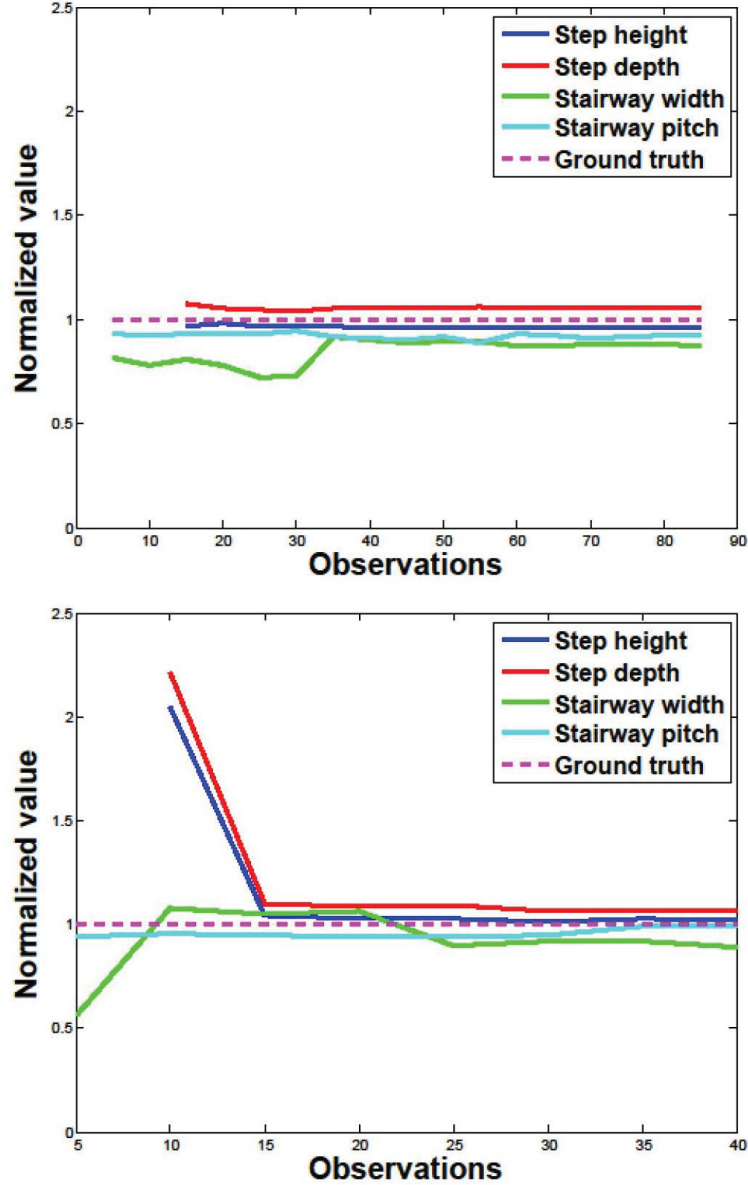 2.5
Step height
Step depth
2
Stairway width
Stairway pitch
Ground truth
1.5
Normalized value
1
0.5
0
0 10 20 30 40 50 60 70 80 90
Observations
2.5
Step height
Step depth
2
Stairway width
Stairway pitch
Ground truth
1.5
Normalized value
1
0.5
0
5 10 15 20 25 30 35 40
Observations